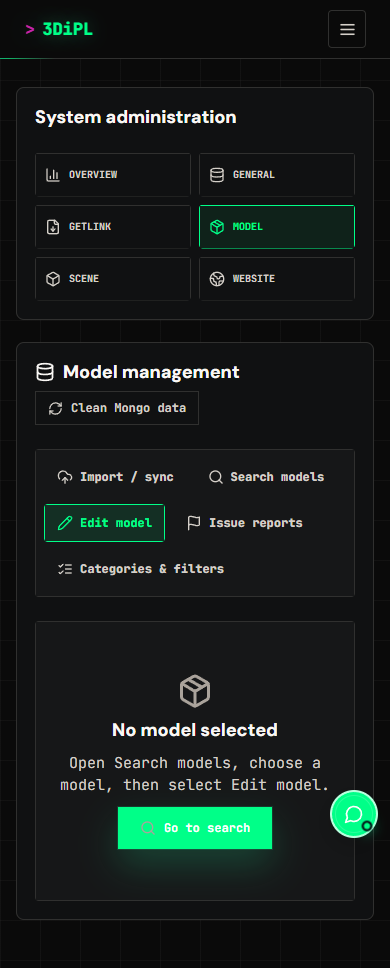 > 3DiPL
System administration
OVERVIEW
GENERAL
GETLINK
MODEL
SCENE
WEBSITE
Model management
Clean Mongo data
Import / sync
Search models
Edit model
Issue reports
Categories & filters
No model selected
Open Search models, choose a
model, then select Edit model.
Go to search